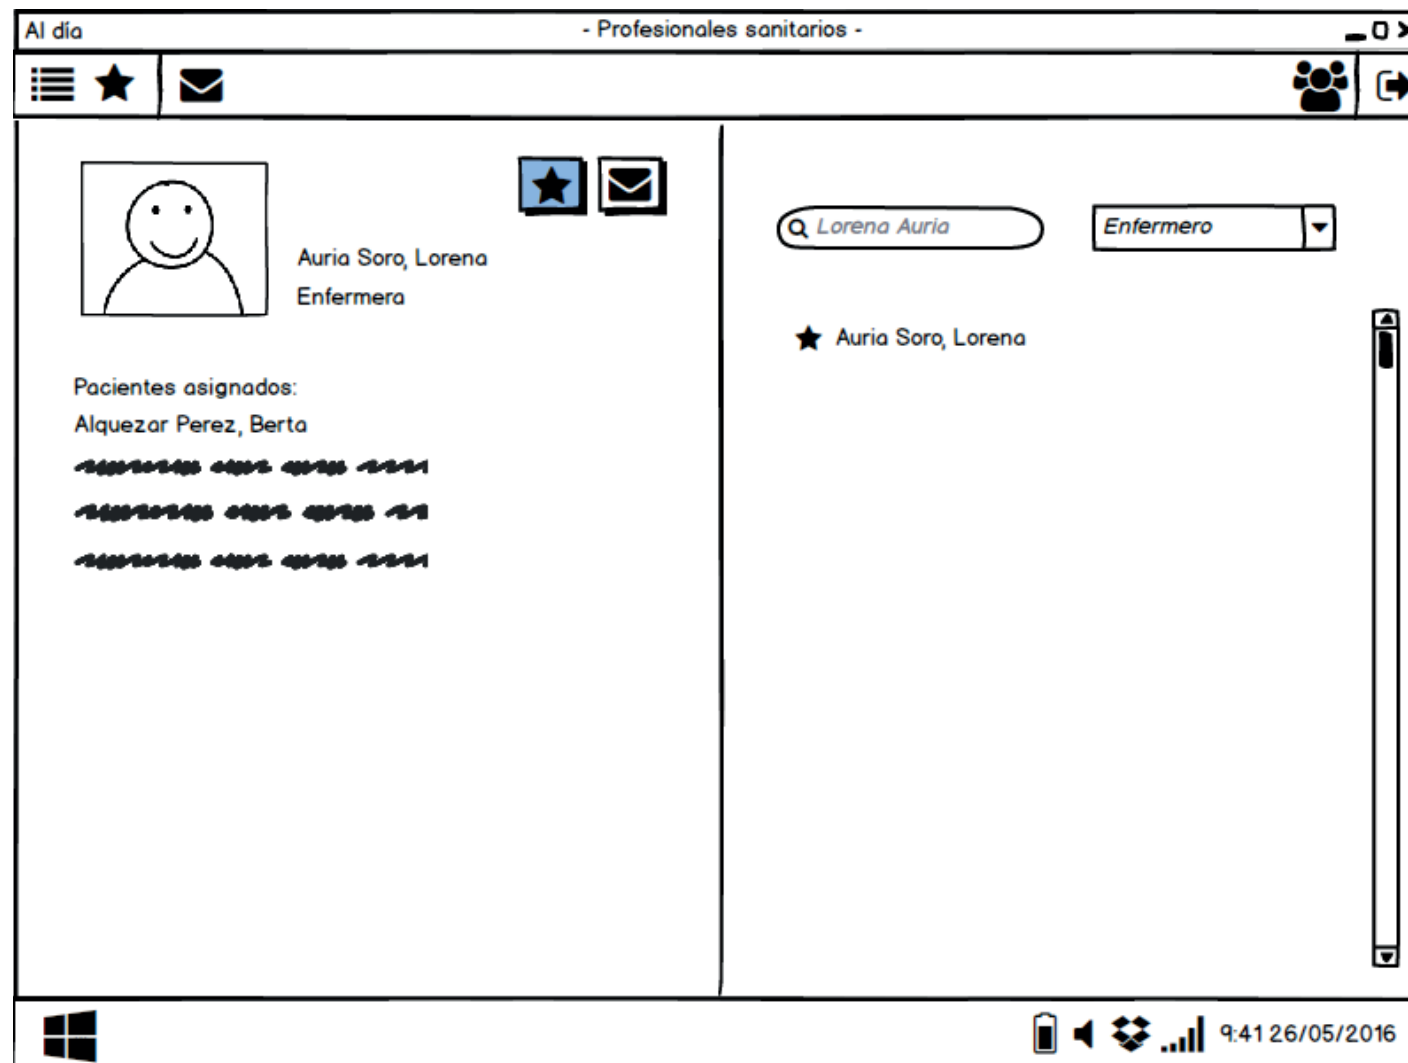 Al día
- Profesionales sanitarios -
Auria Soro, Lorena
Enfermera
Pacientes asignados:
Alquezar Perez, Berta
Lorena Auria
Enfermero
Auria Soro, Lorena
9:41 26/05/2016